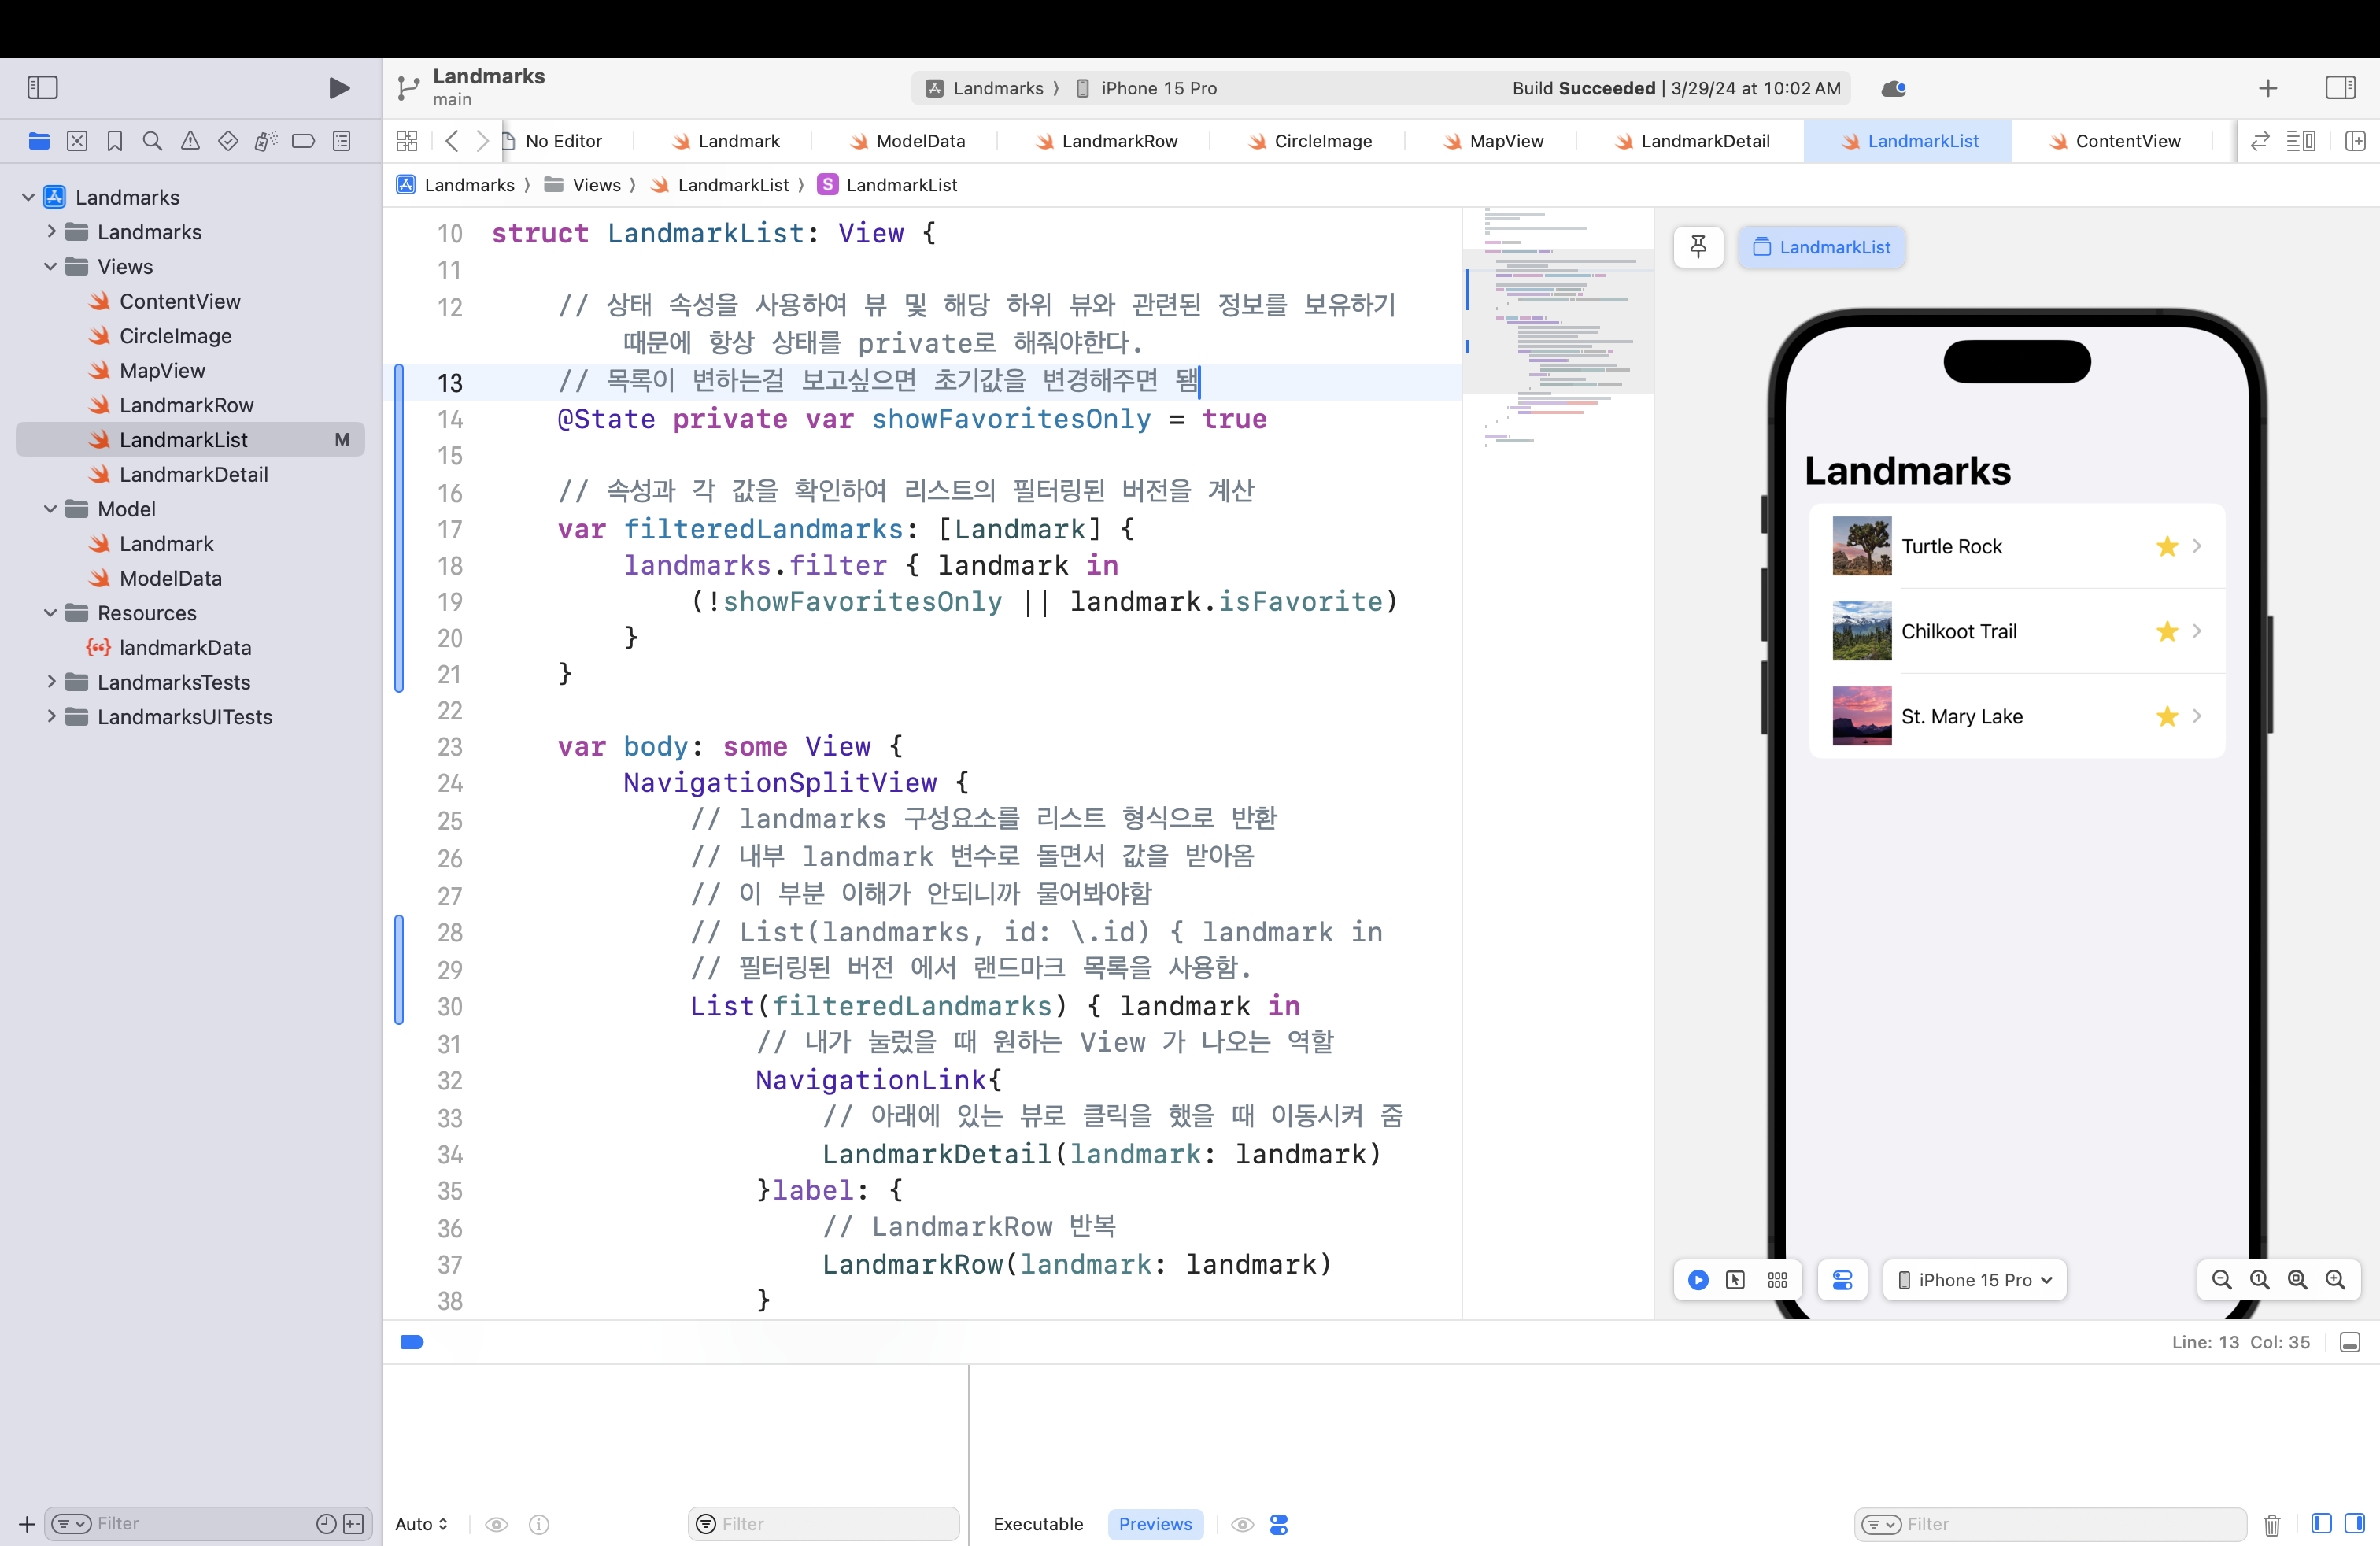 Landmarks
main
Landmarks
iPhone 15 Pro
Build Succeeded | 3/29/24 at 10:02 AM
No Editor
Landmark
ModelData
LandmarkRow
CircleImage
MapView
LandmarkDetail
LandmarkList
ContentView
Landmarks
Views
LandmarkList
S LandmarkList
Landmarks
Landmarks
Views
ContentView
CircleImage
MapView
LandmarkRow
LandmarkList M
LandmarkDetail
Model
Landmark
ModelData
Resources
landmarkData
LandmarksTests
LandmarksUITests
Filter
10 struct LandmarkList: View {
11
12 // 상태 속성을 사용하여 뷰 및 해당 하위 뷰와 관련된 정보를 보유하기
때문에 항상 상태를 private로 해줘야한다.
13 // 목록이 변하는걸 보고싶으면 초기값을 변경해주면 됌
14 @State private var showFavoritesOnly = true
15
16 // 속성과 각 값을 확인하여 리스트의 필터링된 버전을 계산
17 var filteredLandmarks: [Landmark] {
18 landmarks.filter { landmark in
19 (!showFavoritesOnly || landmark.isFavorite)
20 }
21 }
22
23 var body: some View {
24 NavigationSplitView {
25 // landmarks 구성요소를 리스트 형식으로 반환
26 // 내부 landmark 변수로 돌면서 값을 받아옴
27 // 이 부분 이해가 안되니까 물어봐야함
28 // List(landmarks, id: \.id) { landmark in
29 // 필터링된 버전 에서 랜드마크 목록을 사용함.
30 List(filteredLandmarks) { landmark in
31 // 내가 눌렀을 때 원하는 View 가 나오는 역할
32 NavigationLink{
33 // 아래에 있는 뷰로 클릭을 했을 때 이동시켜 줌
34 LandmarkDetail(landmark: landmark)
35 }label: {
36 // LandmarkRow 반복
37 LandmarkRow(landmark: landmark)
38 }
LandmarkList
Landmarks
Turtle Rock
Chilkoot Trail
St. Mary Lake
iPhone 15 Pro
Line: 13 Col: 35
Auto
Filter
Executable
Previews
Filter